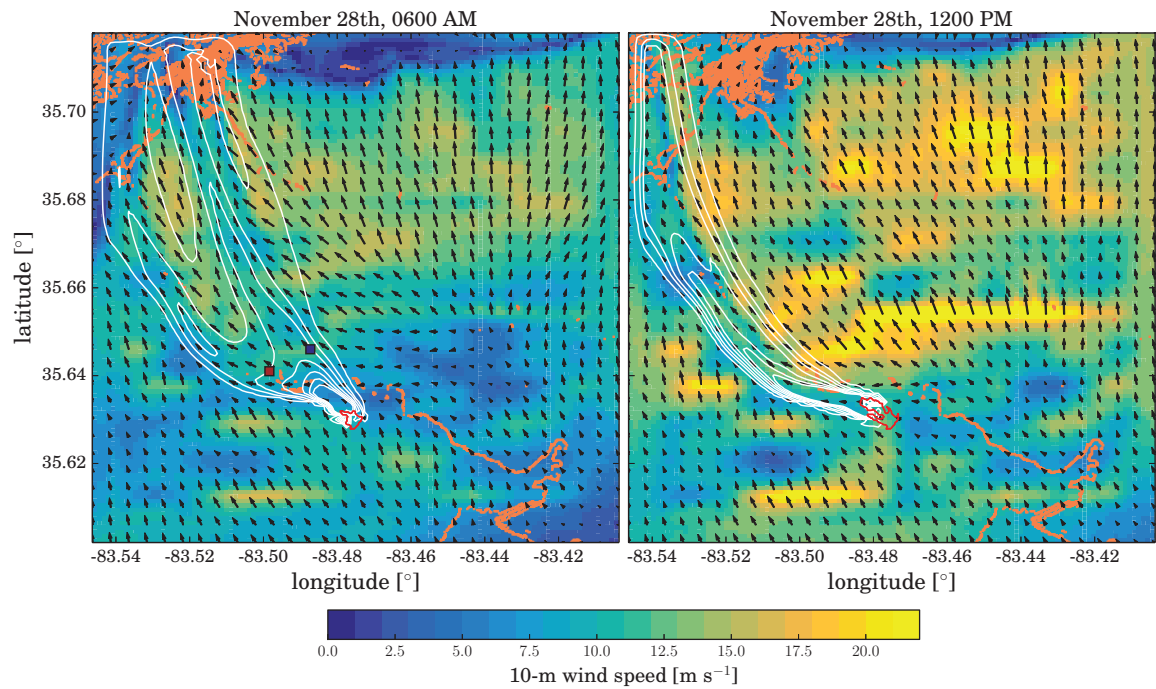 November 28th, 0600 AM
November 28th, 1200 PM
35.70
35.68
35.66
35.64
35.62
latitude [°]
-83.54 -83.52 -83.50 -83.48 -83.46 -83.44 -83.42
-83.54 -83.52 -83.50 -83.48 -83.46 -83.44 -83.42
longitude [°]
longitude [°]
0.0 2.5 5.0 7.5 10.0 12.5 15.0 17.5 20.0
10-m wind speed [m s⁻¹]